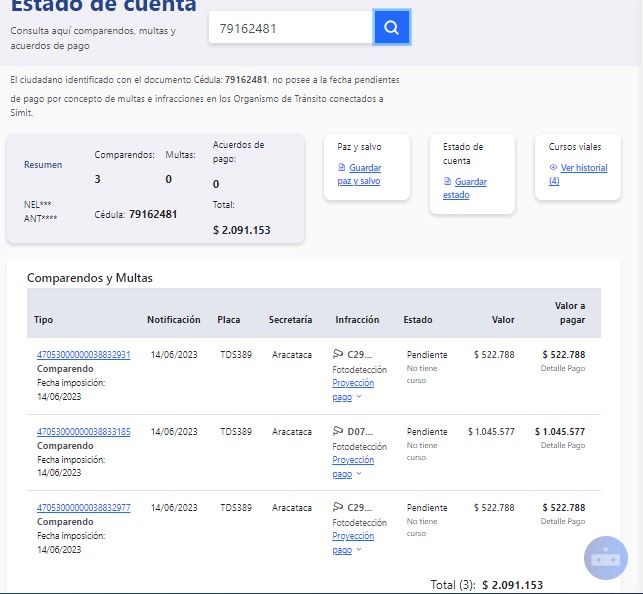 Estado de cuenta
Consulta aquí comparendos, multas y
acuerdos de pago
79162481
El ciudadano identificado con el documento Cédula: 79162481, no posee a la fecha pendientes
de pago por concepto de multas e infracciones en los Organismo de Tránsito conectados a
Simit.
Resumen
NEL***
ANT****
Comparendos:
3
Multas:
0
Acuerdos de
pago:
0
Cédula: 79162481
Total:
$ 2.091.153
Paz y salvo
Guardar
paz y salvo
Estado de
cuenta
Guardar
estado
Cursos viales
Ver historial
(4)
Comparendos y Multas
Tipo Notificación Placa Secretaría Infracción Estado Valor Valor a
pagar
47053000000038832931 14/06/2023 TDS389 Aracataca C29... Pendiente $ 522.788 $ 522.788
Comparendo Fotodetección No tiene Detalle Pago
Fecha imposición: Proyección curso
14/06/2023 pago
47053000000038833185 14/06/2023 TDS389 Aracataca D07... Pendiente $ 1.045.577 $ 1.045.577
Comparendo Fotodetección No tiene Detalle Pago
Fecha imposición: Proyección curso
14/06/2023 pago
47053000000038832977 14/06/2023 TDS389 Aracataca C29... Pendiente $ 522.788 $ 522.788
Comparendo Fotodetección No tiene Detalle Pago
Fecha imposición: Proyección curso
14/06/2023 pago
Total (3): $ 2.091.153